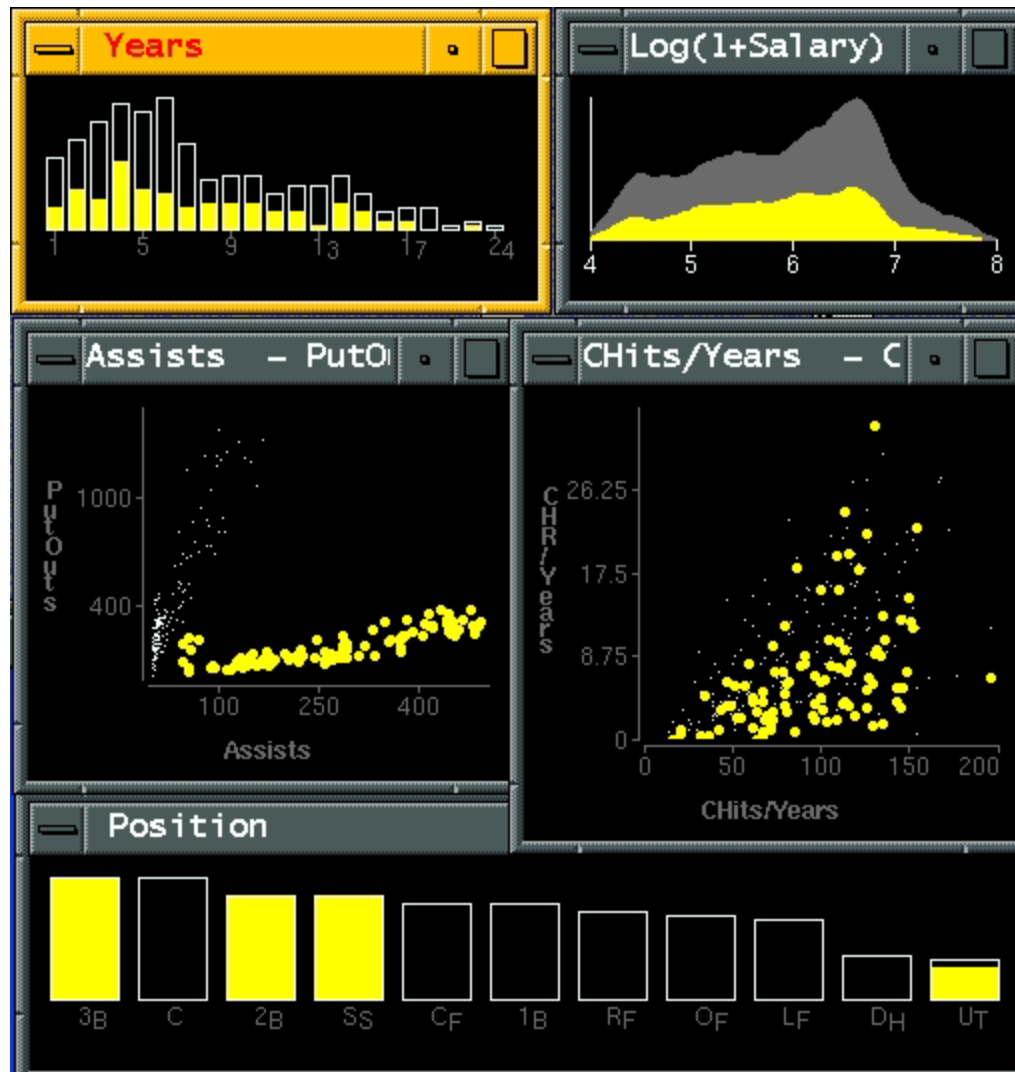 Years
1 5 9 13 17 24
Log(1+Salary)
4 5 6 7 8
Assists - PutO
PutOuts
1000
400
100 250 400
Assists
CHits/Years - C
CHR/Years
26.25
17.5
8.75
0
0 50 100 150 200
CHits/Years
Position
3B C 2B SS CF 1B RF OF LF DH UT